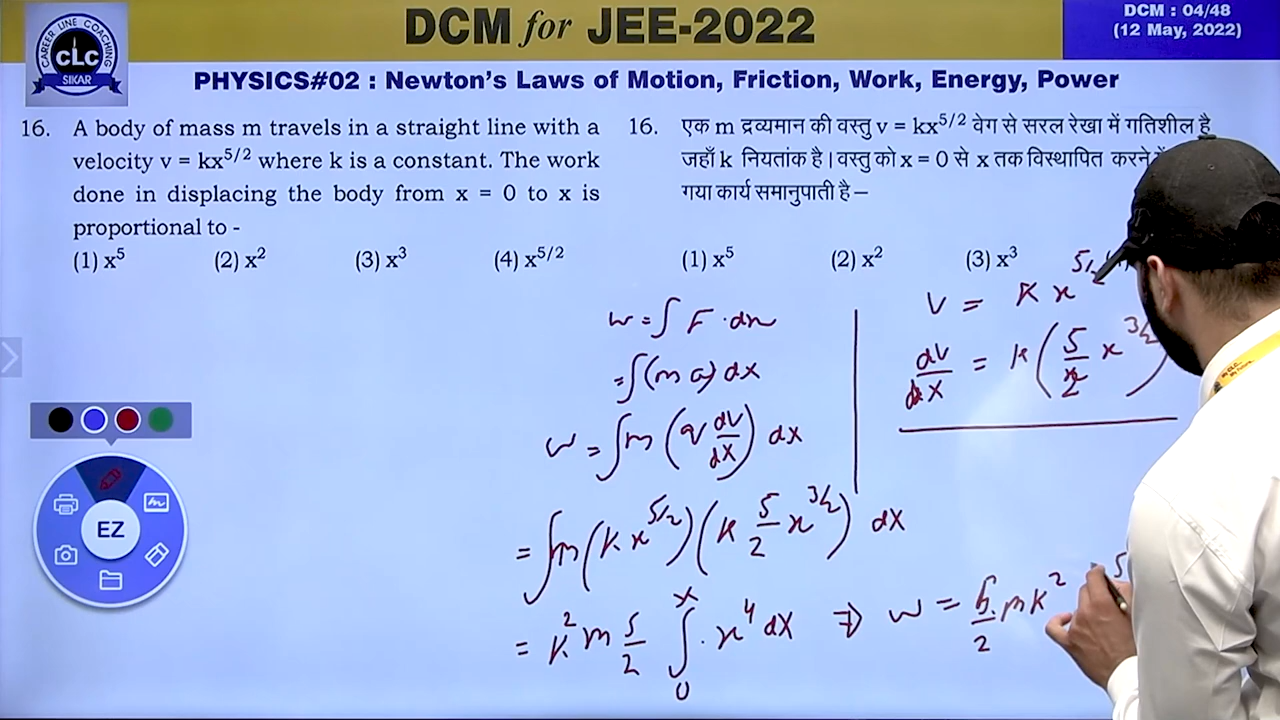 DCM for JEE-2022
DCM : 04/48
(12 May, 2022)
CAREER LINE COACHING
CLC
SIKAR
PHYSICS#02 : Newton's Laws of Motion, Friction, Work, Energy, Power
16. A body of mass m travels in a straight line with a
velocity v = kx^5/2 where k is a constant. The work
done in displacing the body from x = 0 to x is
proportional to -
(1) x^5 (2) x^2 (3) x^3 (4) x^5/2
16. एक m द्रव्यमान की वस्तु v = kx^5/2 वेग से सरल रेखा में गतिशील है
जहाँ k नियतांक है । वस्तु को x = 0 से x तक विस्थापित करने
गया कार्य समानुपाती है –
(1) x^5 (2) x^2 (3) x^3
w = ∫ F . dx
= ∫(m a) dx
w = ∫m (v dv/dx) dx
= ∫m (k x^5/2) (k 5/2 x^3/2) dx
= k^2 m 5/2 ∫_0^x . x^4 dx ⇒ w = 5/2 mk^2 5
v = k x^5/2
dv/dx = k (5/2 x^3/2)
EZ